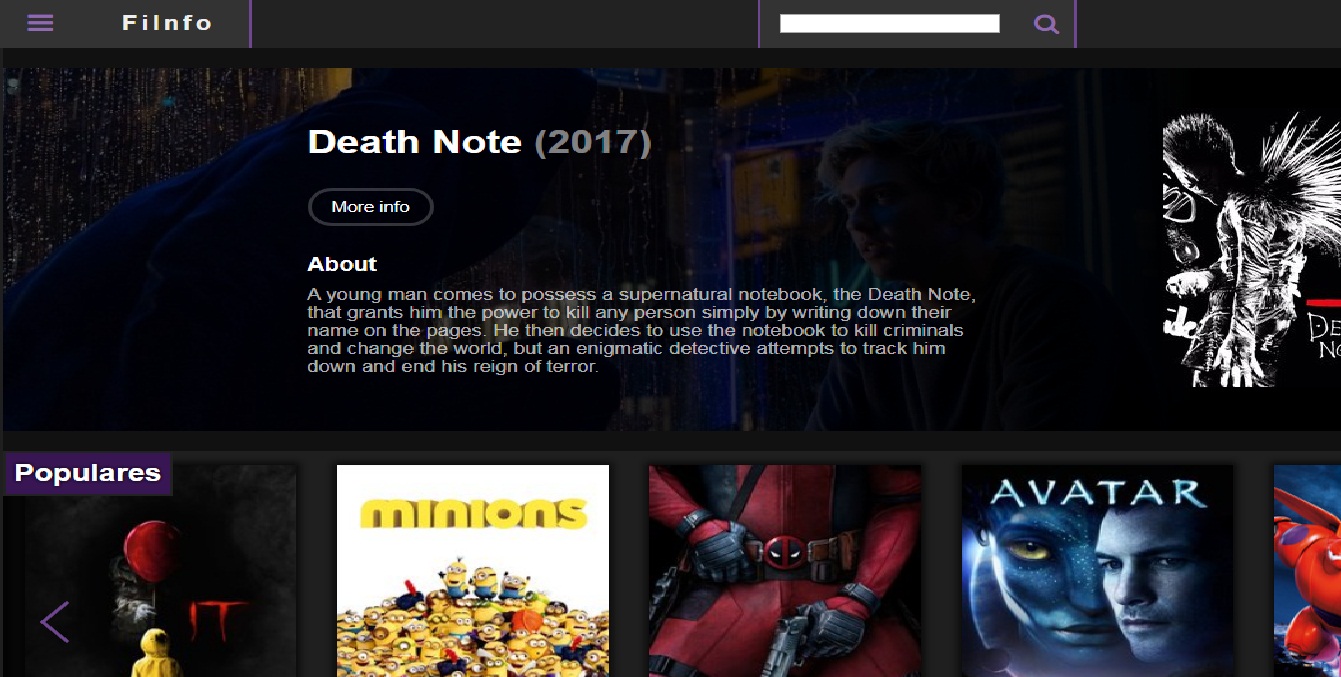 Filnfo
Death Note (2017)
More info
About
A young man comes to possess a supernatural notebook, the Death Note,
that grants him the power to kill any person simply by writing down their
name on the pages. He then decides to use the notebook to kill criminals
and change the world, but an enigmatic detective attempts to track him
down and end his reign of terror.
Populares
minions
AVATAR
IT